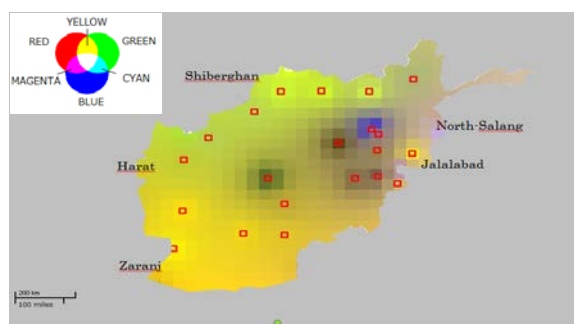 YELLOW
RED
GREEN
MAGENTA
CYAN
BLUE
Shiberghan
North-Salang
Harat
Jalalabad
Zaranj
200 km
100 miles